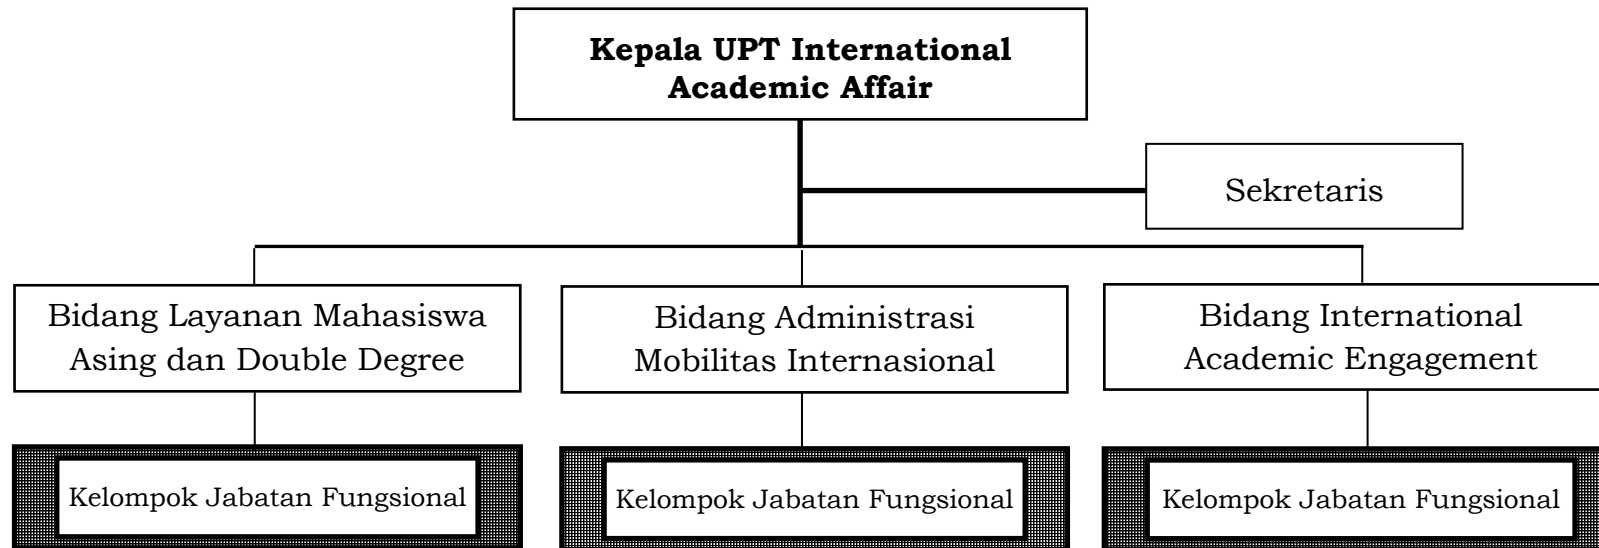 Kepala UPT International
Academic Affair
Sekretaris
Bidang Layanan Mahasiswa
Asing dan Double Degree
Bidang Administrasi
Mobilitas Internasional
Bidang International
Academic Engagement
Kelompok Jabatan Fungsional
Kelompok Jabatan Fungsional
Kelompok Jabatan Fungsional